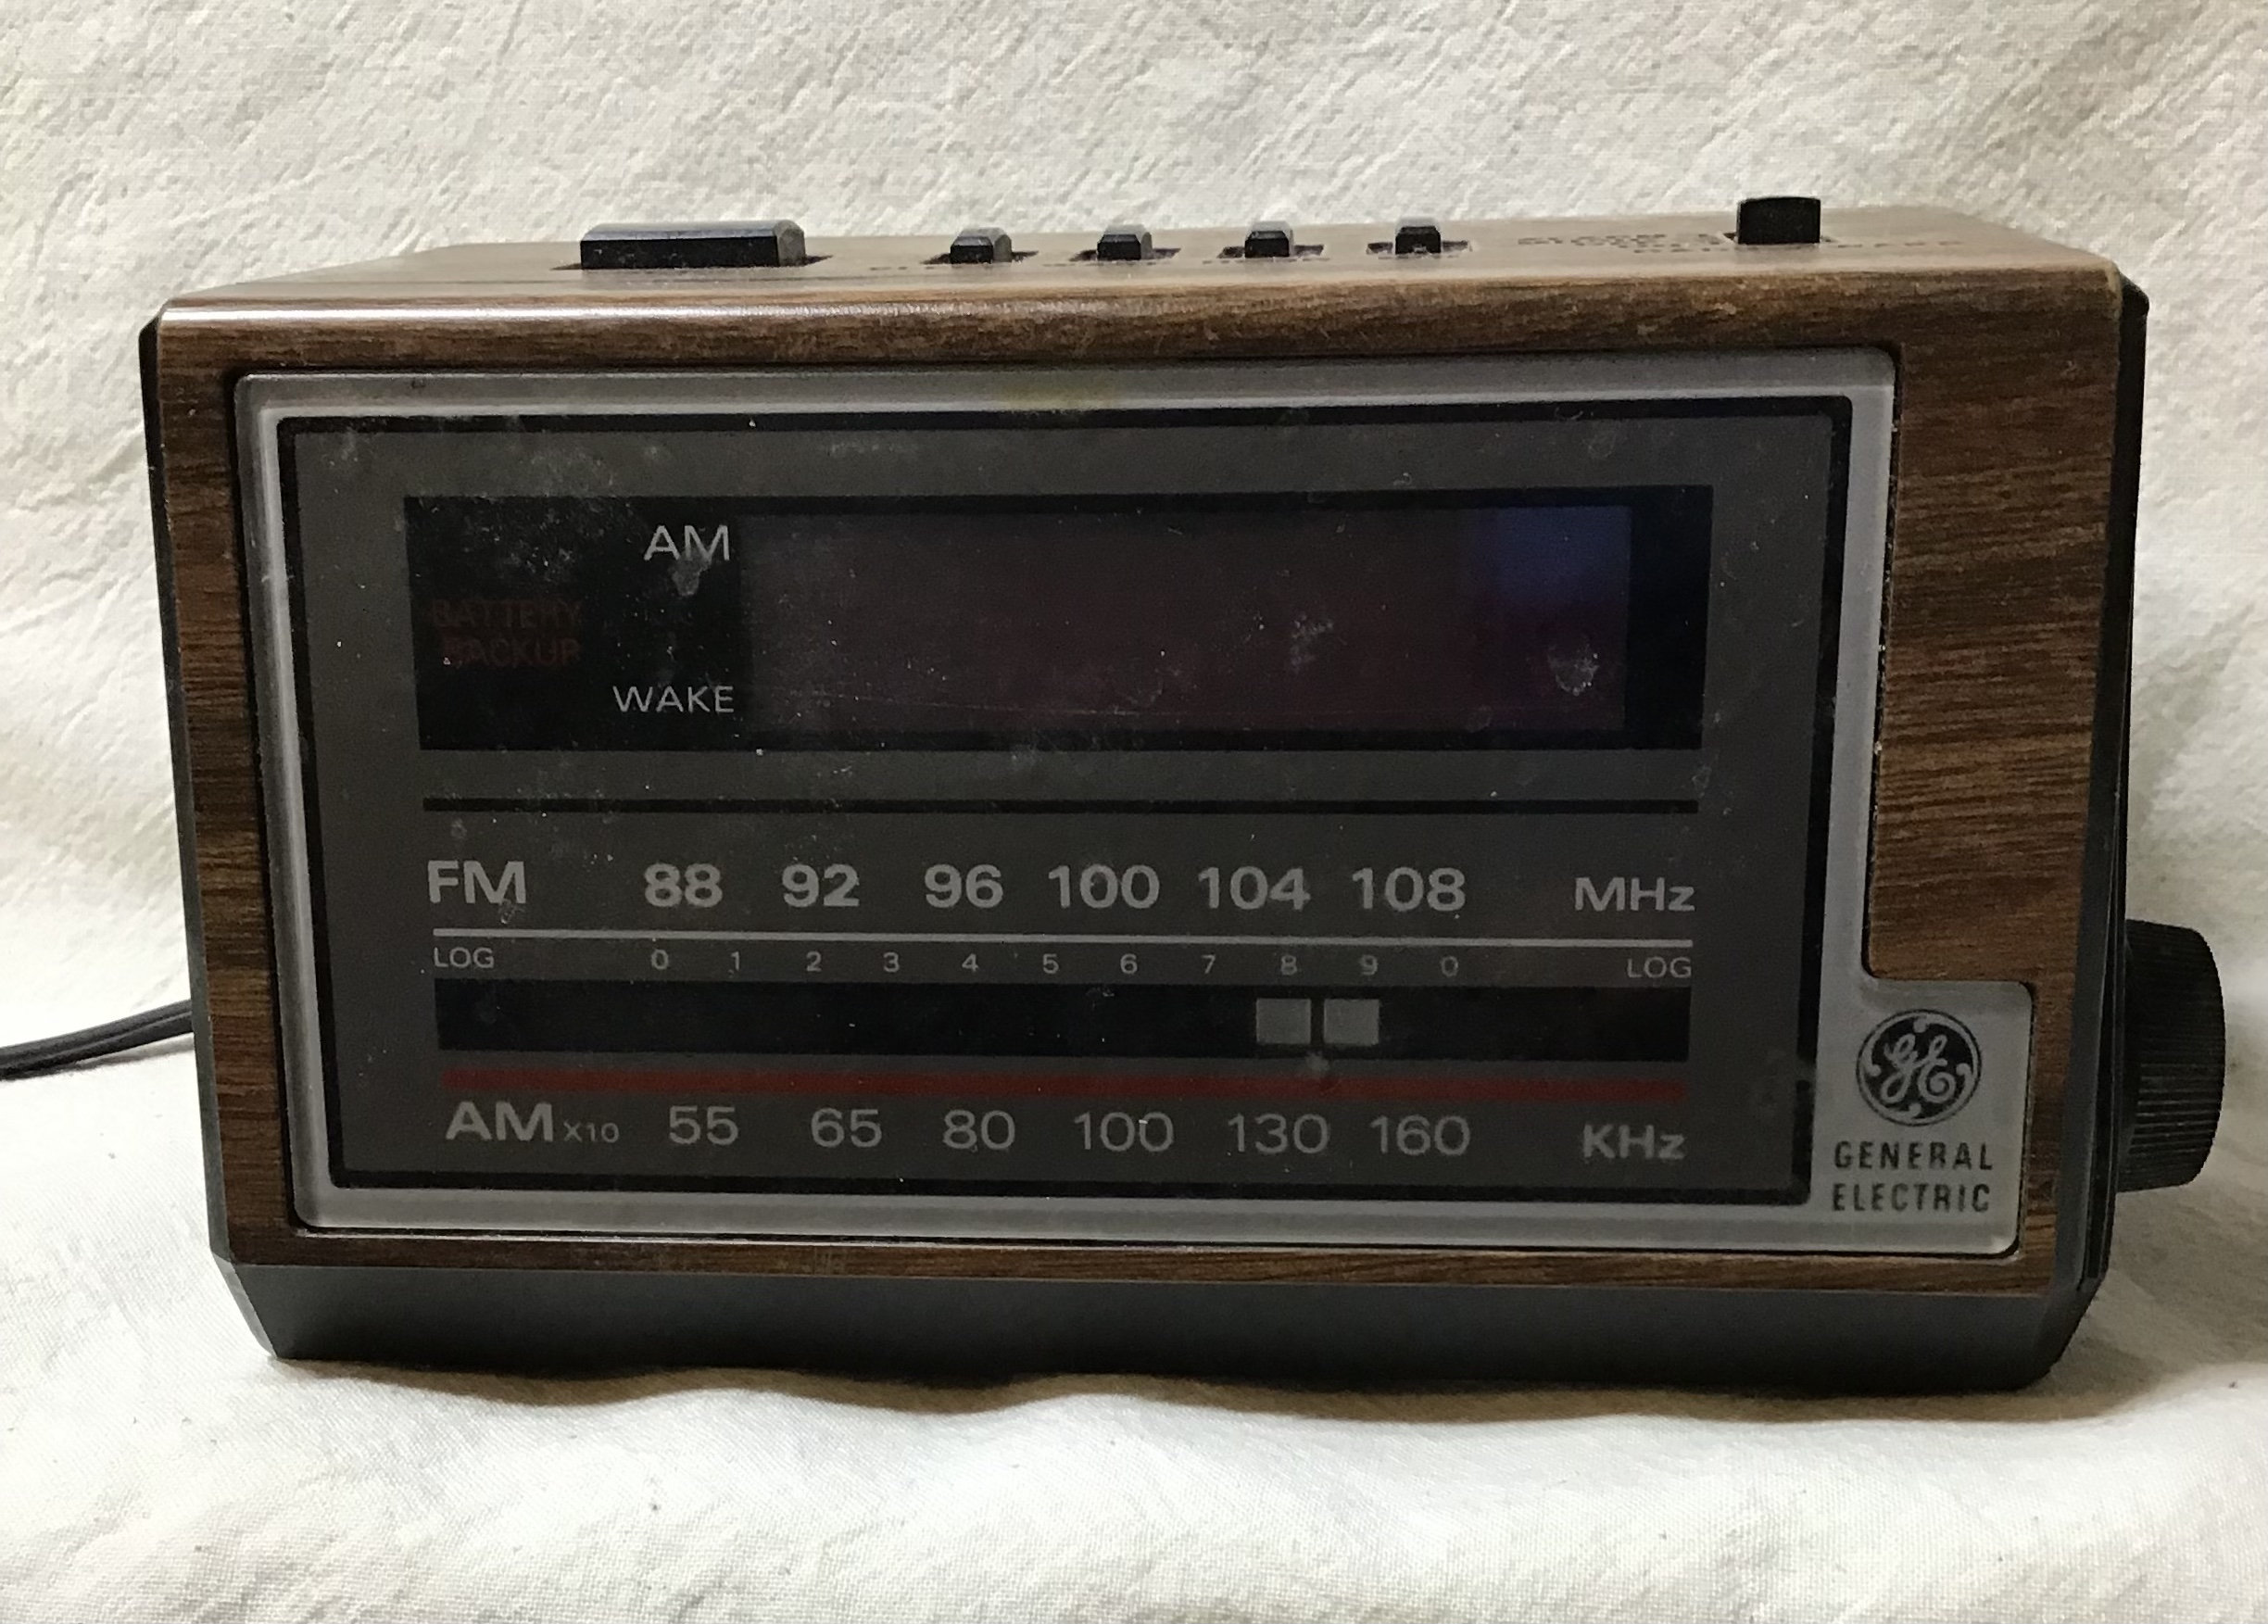 AM
BATTERY
BACKUP
WAKE
FM 88 92 96 100 104 108 MHz
LOG 0 1 2 3 4 5 6 7 8 9 0 LOG
AM X10 55 65 80 100 130 160 KHz
GE
GENERAL
ELECTRIC